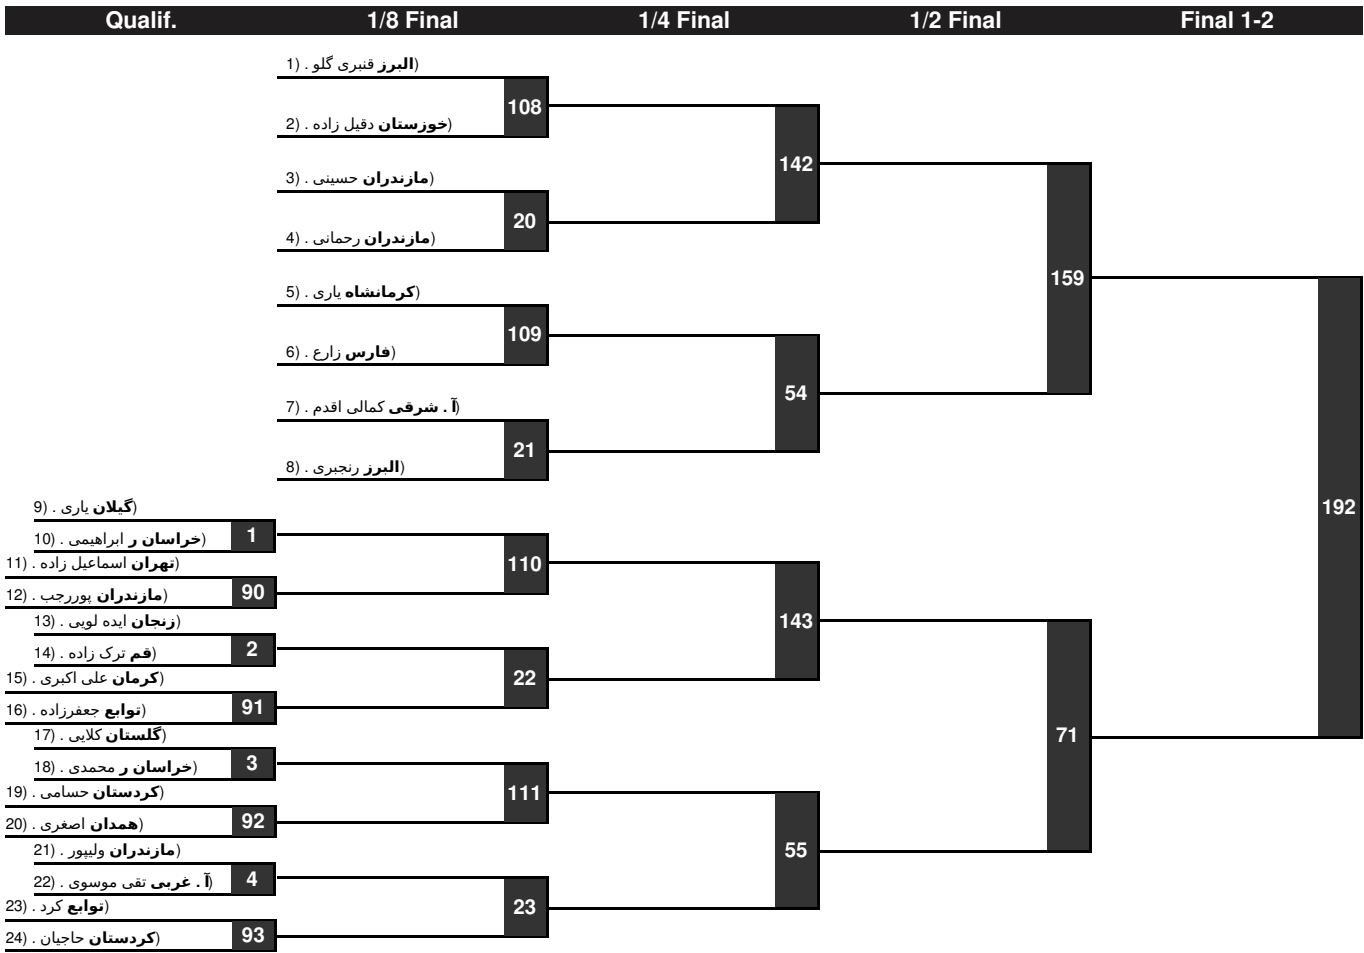 Qualif. 1/8 Final 1/4 Final 1/2 Final Final 1-2
1) . قنبری گلو البرز)
108
2) . دقیل زاده خوزستان)
142
3) . حسینی مازندران)
20
4) . رحمانی مازندران)
159
5) . یاری کرمانشاه)
109
6) . زارع فارس)
54
7) . کمالی اقدم آ . شرقی)
21
8) . رنجبری البرز)
192
9) . یاری گیلان)
1
10) . ابراهیمی خراسان ر)
110
11) . اسماعیل زاده تهران)
90
12) . پوررجب مازندران)
143
13) . ایده لویی زنجان)
2
14) . ترک زاده قم)
22
15) . علی اکبری کرمان)
91
16) . جعفرزاده توابع)
71
17) . کلایی گلستان)
3
18) . محمدی خراسان ر)
111
19) . حسامی کردستان)
92
20) . اصغری همدان)
55
21) . ولیپور مازندران)
4
22) . تقی موسوی آ . غربی)
23
23) . کرد توابع)
93
24) . حاجیان کردستان)